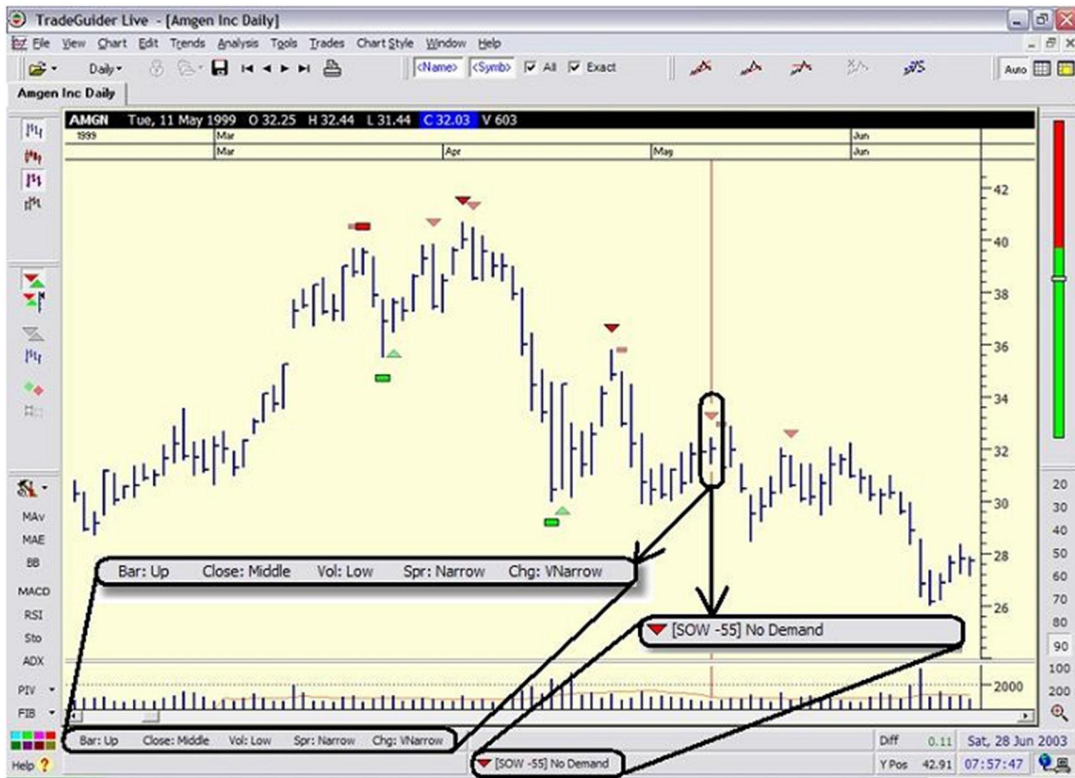 TradeGuider Live - [Amgen Inc Daily]
File View Chart Edit Trends Analysis Tools Trades Chart Style Window Help
Daily <Name> <Symb> All Exact Auto
Amgen Inc Daily
AMGN Tue, 11 May 1999 O 32.25 H 32.44 L 31.44 C 32.03 V 603
1999 Mar Jun
Mar Apr May Jun
42
40
38
36
34
32
30
28
26
2000
20
30
40
50
60
70
80
90
100
200
MAv
MAE
BB
MACD
RSI
Sto
ADX
PIV
FIB
Bar: Up Close: Middle Vol: Low Spr: Narrow Chg: VNarrow
[SOW -55] No Demand
Bar: Up Close: Middle Vol: Low Spr: Narrow Chg: VNarrow
Diff 0.11 Sat, 28 Jun 2003
Help ? [SOW -55] No Demand Y Pos 42.91 07:57:47